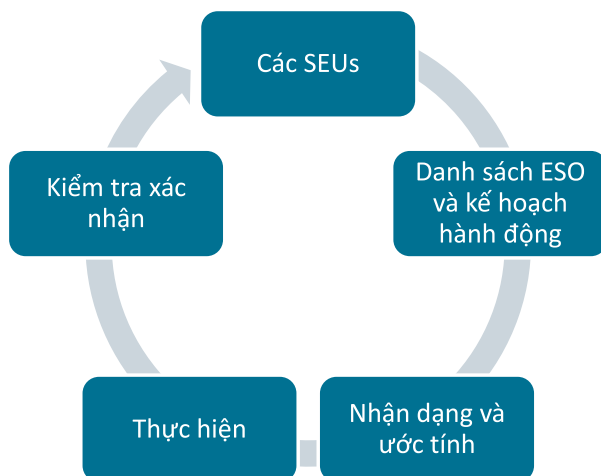 Các SEUs
Danh sách ESO
và kế hoạch
hành động
Nhận dạng và
ước tính
Thực hiện
Kiểm tra xác
nhận